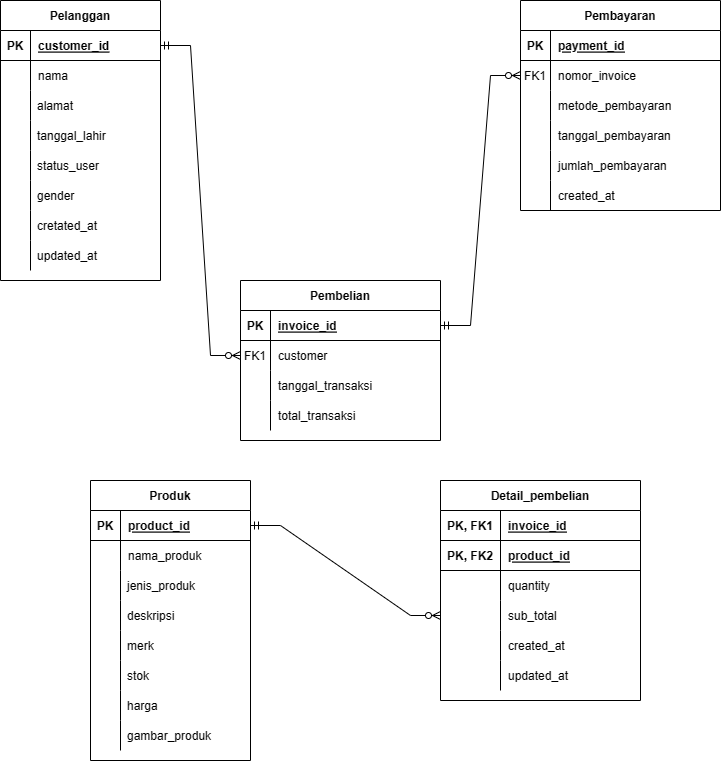 Pelanggan
PK customer_id
nama
alamat
tanggal_lahir
status_user
gender
cretated_at
updated_at
Pembayaran
PK payment_id
FK1 nomor_invoice
metode_pembayaran
tanggal_pembayaran
jumlah_pembayaran
created_at
Pembelian
PK invoice_id
FK1 customer
tanggal_transaksi
total_transaksi
Produk
PK product_id
nama_produk
jenis_produk
deskripsi
merk
stok
harga
gambar_produk
Detail_pembelian
PK, FK1 invoice_id
PK, FK2 product_id
quantity
sub_total
created_at
updated_at